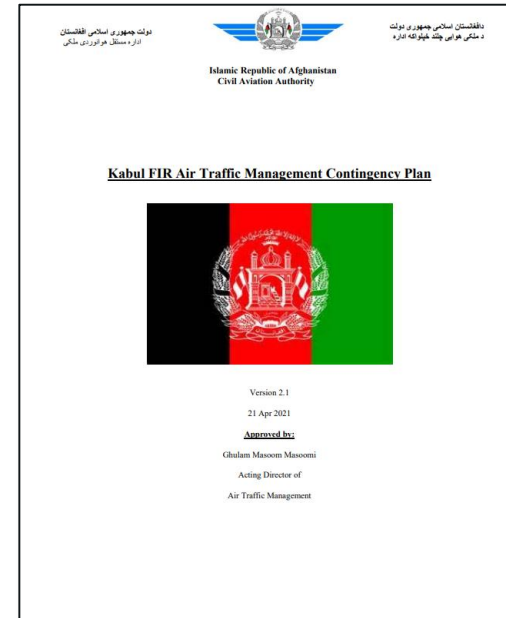 دولت جمهوری اسلامی افغانستان
اداره مستقل هوانوردی ملکی
دافغانستان اسلامی جمهوری دولت
د ملکی هوایی چلند خپلواکه اداره
Islamic Republic of Afghanistan
Civil Aviation Authority
Kabul FIR Air Traffic Management Contingency Plan
Version 2.1
21 Apr 2021
Approved by:
Ghulam Masoom Masoomi
Acting Director of
Air Traffic Management